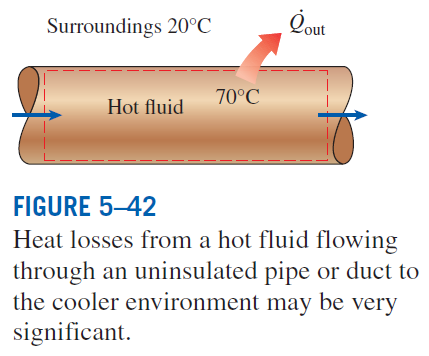 Surroundings 20°C
Q̇out
Hot fluid
70°C
FIGURE 5–42
Heat losses from a hot fluid flowing
through an uninsulated pipe or duct to
the cooler environment may be very
significant.